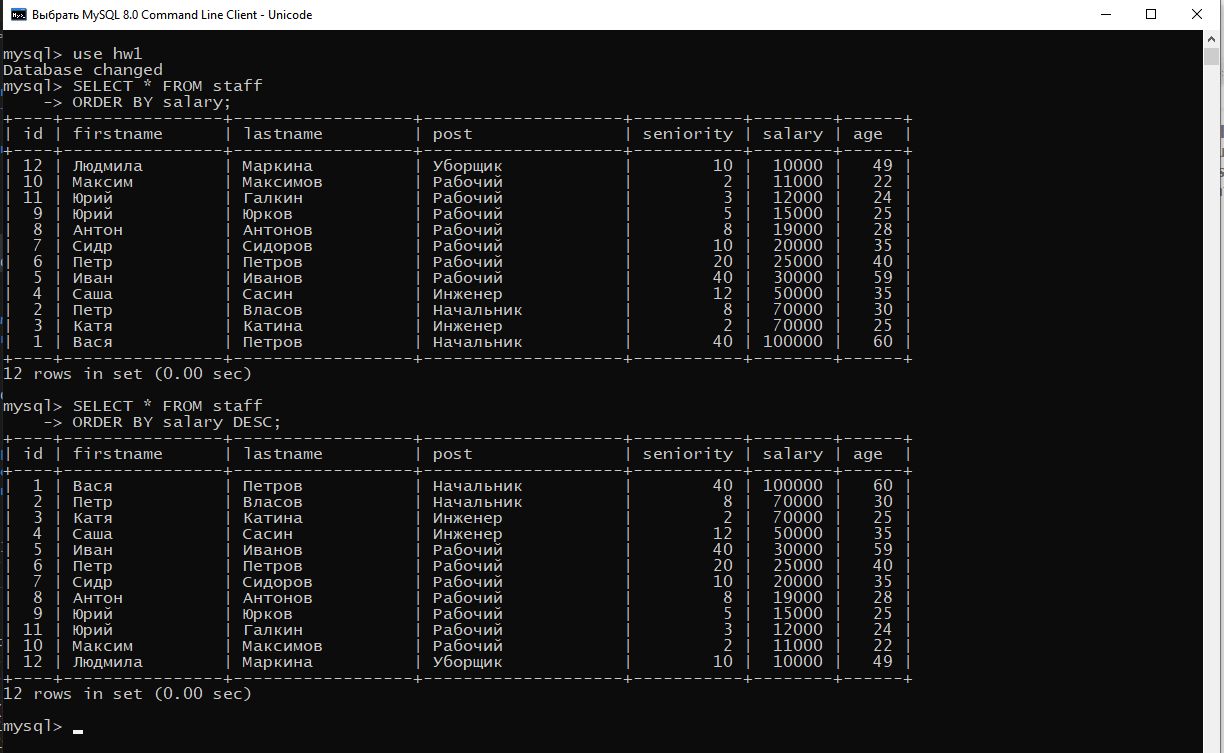 Выбрать MySQL 8.0 Command Line Client - Unicode
mysql> use hw1
Database changed
mysql> SELECT * FROM staff
    -> ORDER BY salary;
+----+----------------+------------------+--------------------+-----------+--------+------+
| id | firstname      | lastname         | post               | seniority | salary | age  |
+----+----------------+------------------+--------------------+-----------+--------+------+
| 12 | Людмила        | Маркина          | Уборщик            |        10 |  10000 |   49 |
| 10 | Максим         | Максимов         | Рабочий            |         2 |  11000 |   22 |
| 11 | Юрий           | Галкин           | Рабочий            |         3 |  12000 |   24 |
|  9 | Юрий           | Юрков            | Рабочий            |         5 |  15000 |   25 |
|  8 | Антон          | Антонов          | Рабочий            |         8 |  19000 |   28 |
|  7 | Сидр           | Сидоров          | Рабочий            |        10 |  20000 |   35 |
|  6 | Петр           | Петров           | Рабочий            |        20 |  25000 |   40 |
|  5 | Иван           | Иванов           | Рабочий            |        40 |  30000 |   59 |
|  4 | Саша           | Сасин            | Инженер            |        12 |  50000 |   35 |
|  2 | Петр           | Власов           | Начальник          |         8 |  70000 |   30 |
|  3 | Катя           | Катина           | Инженер            |         2 |  70000 |   25 |
|  1 | Вася           | Петров           | Начальник          |        40 | 100000 |   60 |
+----+----------------+------------------+--------------------+-----------+--------+------+
12 rows in set (0.00 sec)
mysql> SELECT * FROM staff
    -> ORDER BY salary DESC;
+----+----------------+------------------+--------------------+-----------+--------+------+
| id | firstname      | lastname         | post               | seniority | salary | age  |
+----+----------------+------------------+--------------------+-----------+--------+------+
|  1 | Вася           | Петров           | Начальник          |        40 | 100000 |   60 |
|  2 | Петр           | Власов           | Начальник          |         8 |  70000 |   30 |
|  3 | Катя           | Катина           | Инженер            |         2 |  70000 |   25 |
|  4 | Саша           | Сасин            | Инженер            |        12 |  50000 |   35 |
|  5 | Иван           | Иванов           | Рабочий            |        40 |  30000 |   59 |
|  6 | Петр           | Петров           | Рабочий            |        20 |  25000 |   40 |
|  7 | Сидр           | Сидоров          | Рабочий            |        10 |  20000 |   35 |
|  8 | Антон          | Антонов          | Рабочий            |         8 |  19000 |   28 |
|  9 | Юрий           | Юрков            | Рабочий            |         5 |  15000 |   25 |
| 11 | Юрий           | Галкин           | Рабочий            |         3 |  12000 |   24 |
| 10 | Максим         | Максимов         | Рабочий            |         2 |  11000 |   22 |
| 12 | Людмила        | Маркина          | Уборщик            |        10 |  10000 |   49 |
+----+----------------+------------------+--------------------+-----------+--------+------+
12 rows in set (0.00 sec)
mysql>